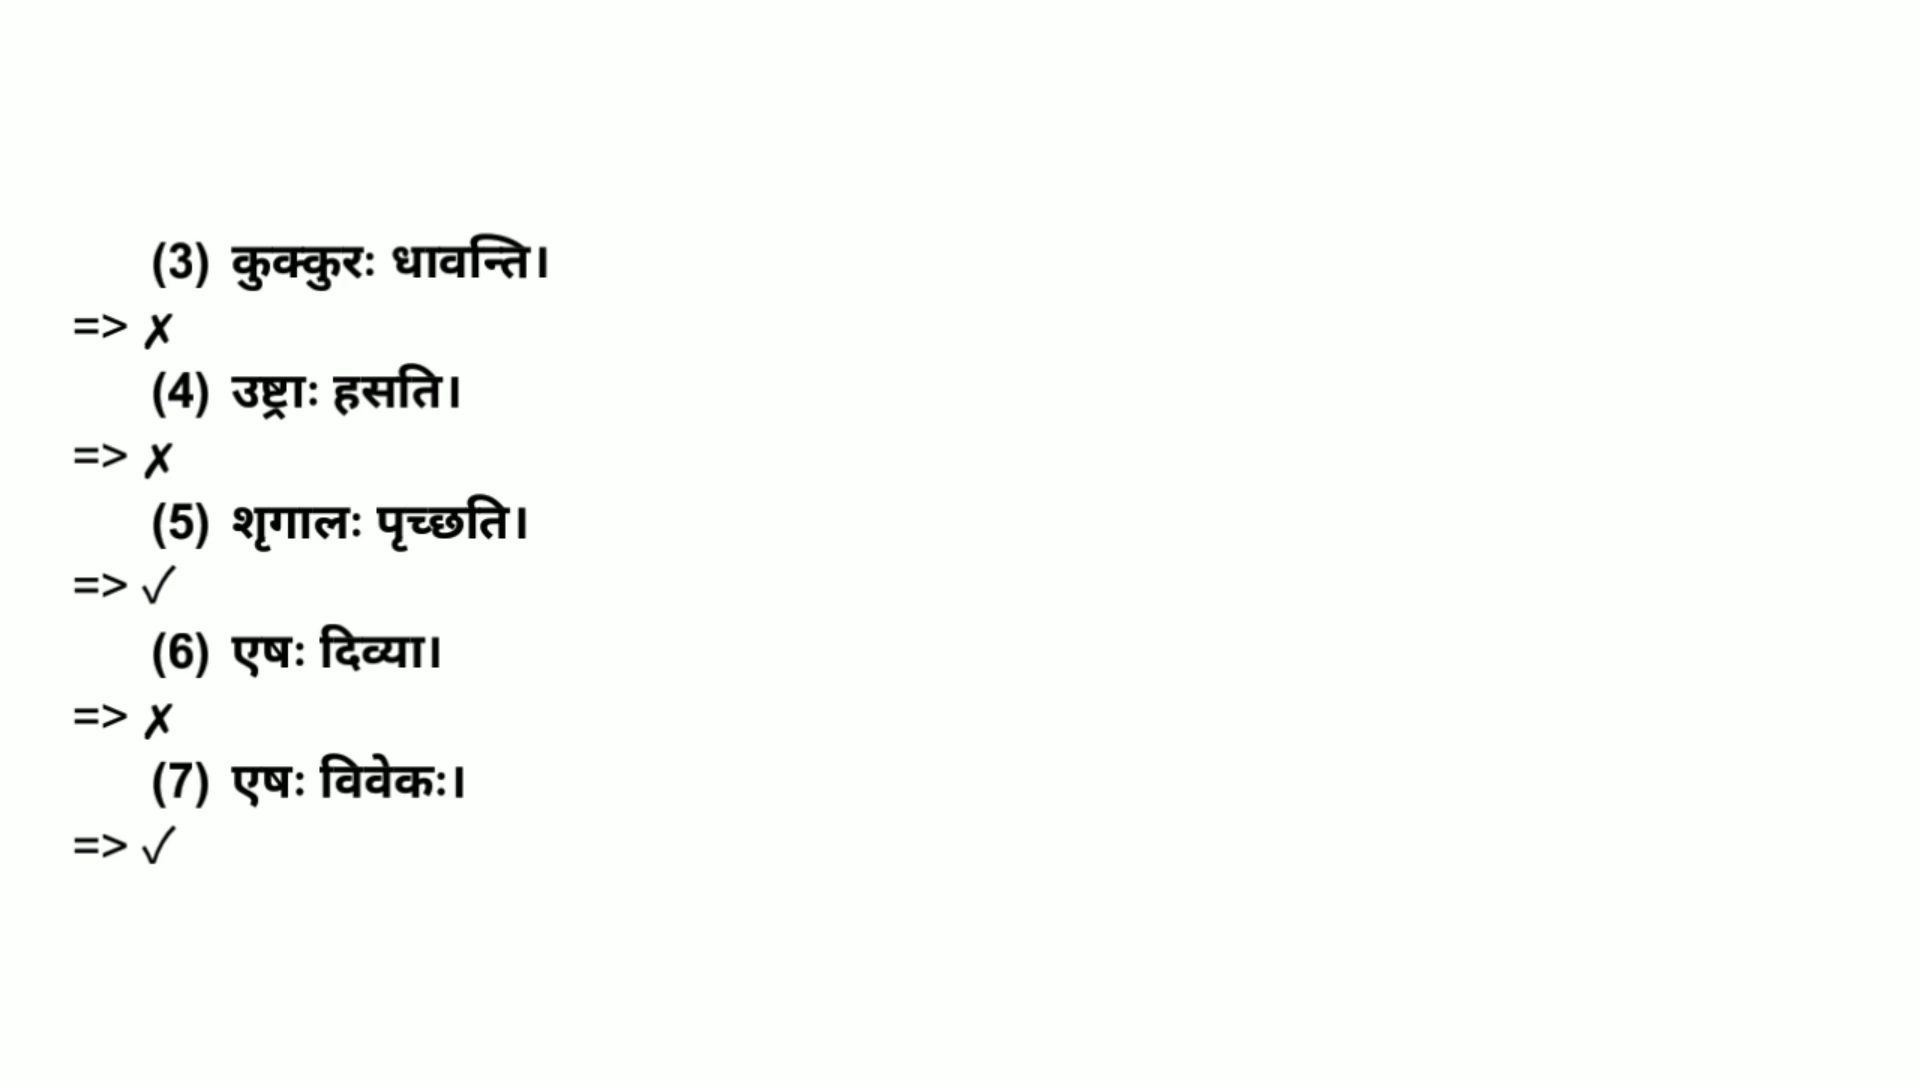 (3) कुक्कुरः धावन्ति।
=> ✗
(4) उष्ट्राः हसति।
=> ✗
(5) शृगालः पृच्छति।
=> ✓
(6) एषः दिव्या।
=> ✗
(7) एषः विवेकः।
=> ✓